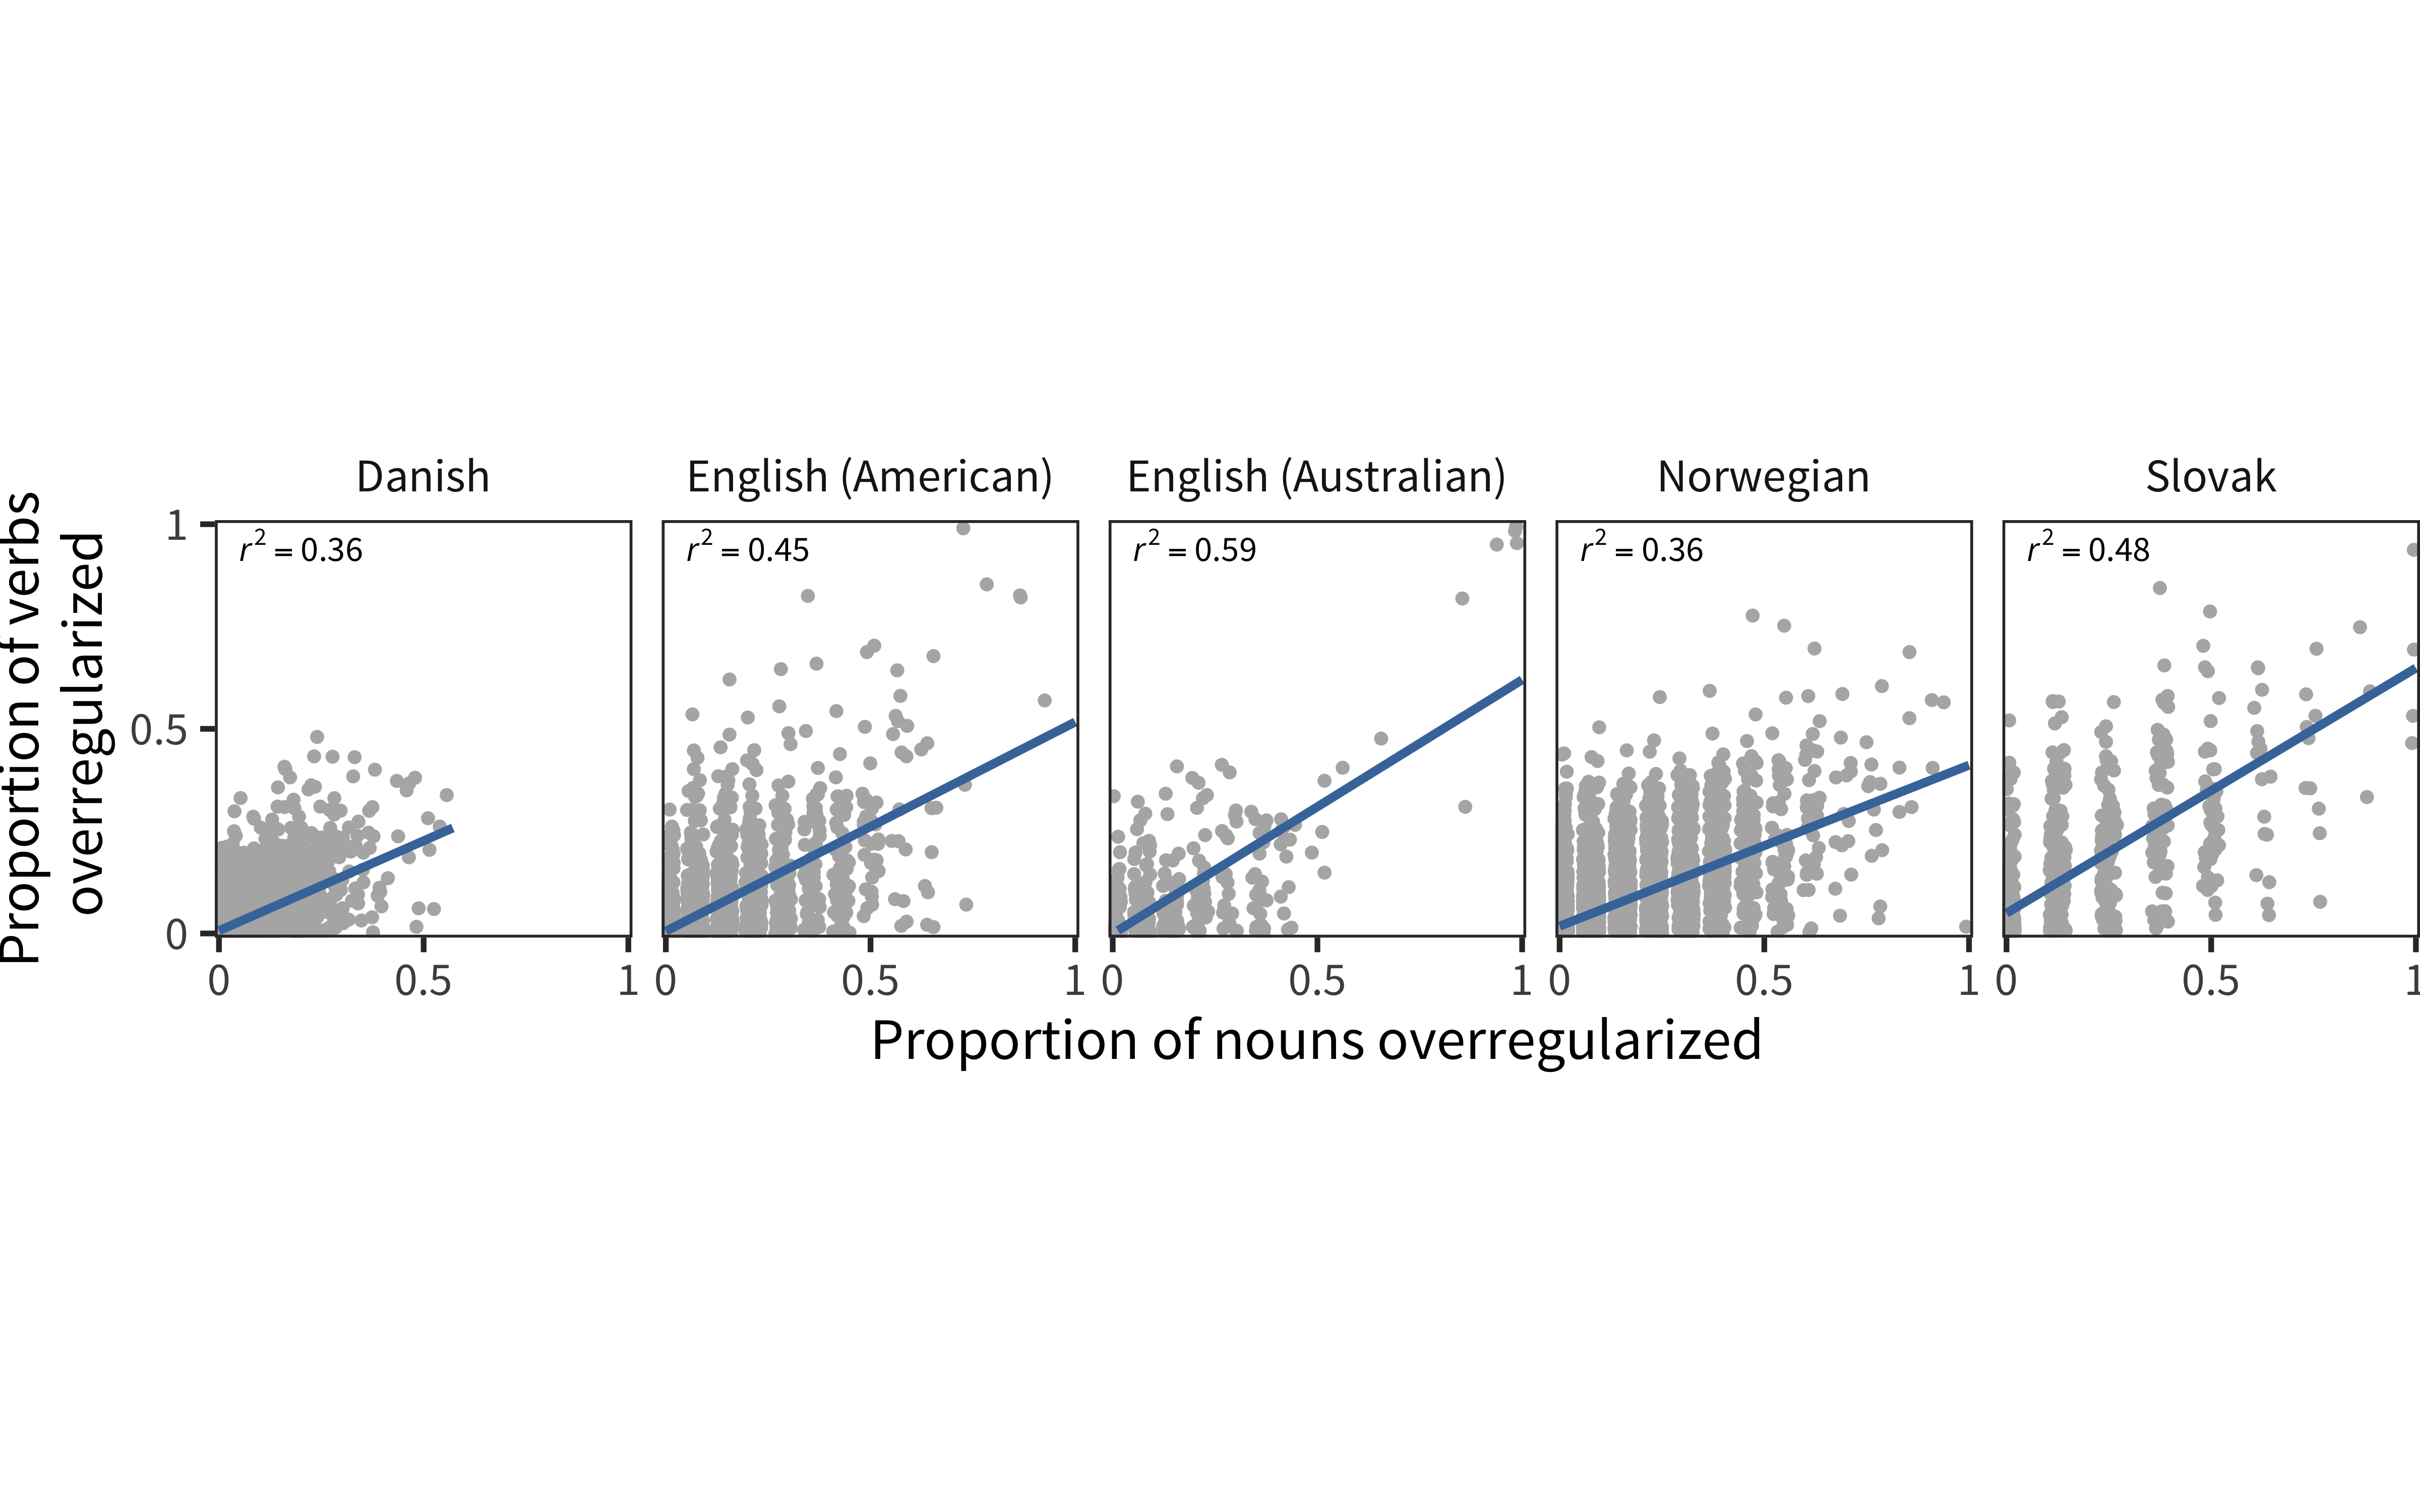 Danish
English (American)
English (Australian)
Norwegian
Slovak
r² = 0.36
r² = 0.45
r² = 0.59
r² = 0.36
r² = 0.48
Proportion of verbs
overregularized
1
0.5
0
0 0.5 1
0 0.5 1
0 0.5 1
0 0.5 1
0 0.5 1
Proportion of nouns overregularized